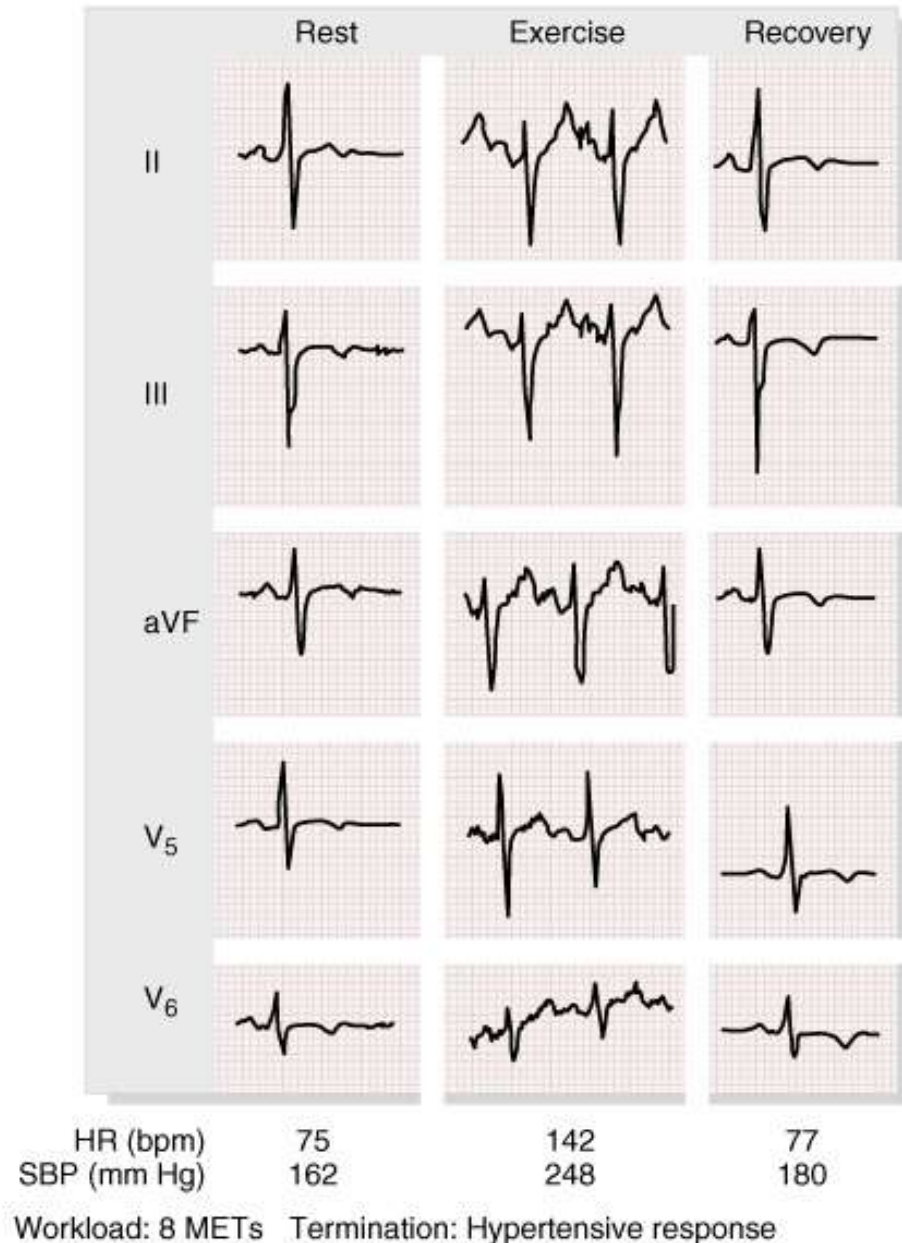 Rest Exercise Recovery
II
III
aVF
V₅
V₆
HR (bpm) 75 142 77
SBP (mm Hg) 162 248 180
Workload: 8 METs Termination: Hypertensive response